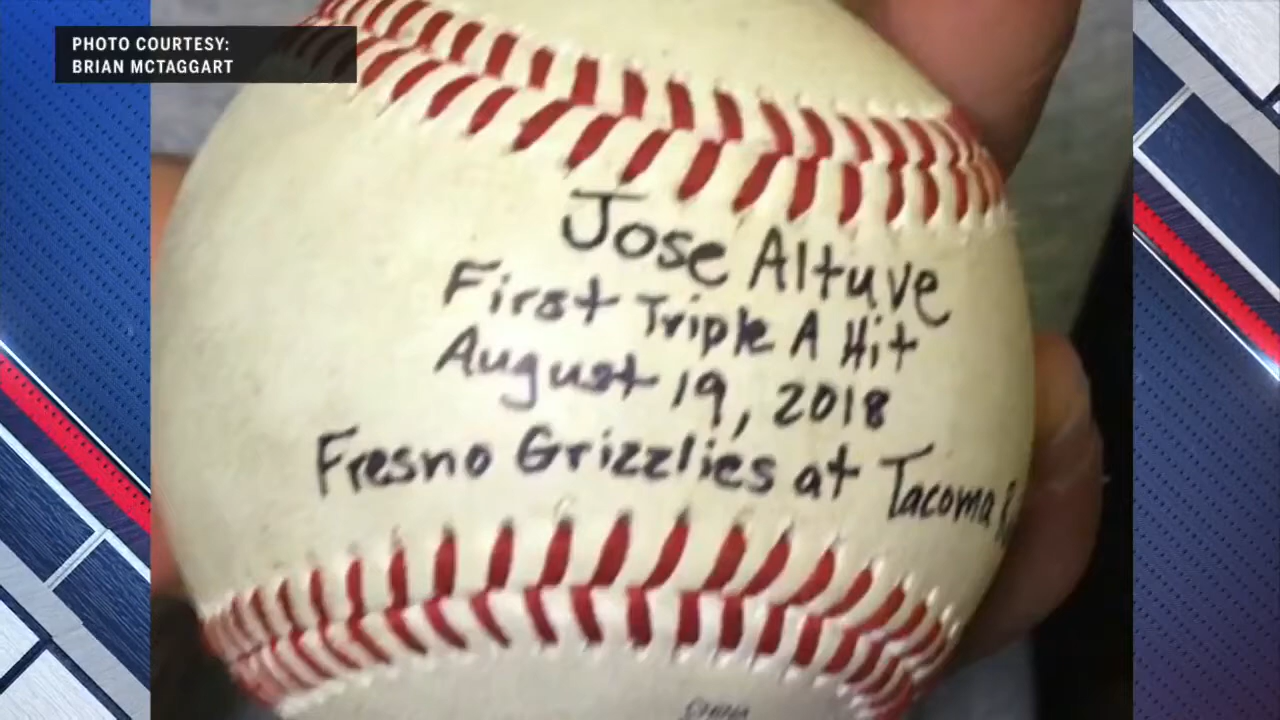 PHOTO COURTESY:
BRIAN MCTAGGART
Jose Altuve
First Triple A Hit
August 19, 2018
Fresno Grizzlies at Tacoma